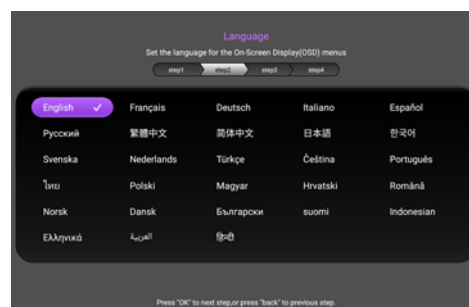 Language
Set the language for the On-Screen Display(OSD) menus
step1 step2 step3 step4
English Français Deutsch Italiano Español
Русский 繁體中文 简体中文 日本語 한국어
Svenska Nederlands Türkçe Čeština Português
ไทย Polski Magyar Hrvatski Română
Norsk Dansk Български suomi Indonesian
Ελληνικά العربية हिन्दी
Press "OK" to next step,or press "back" to previous step.